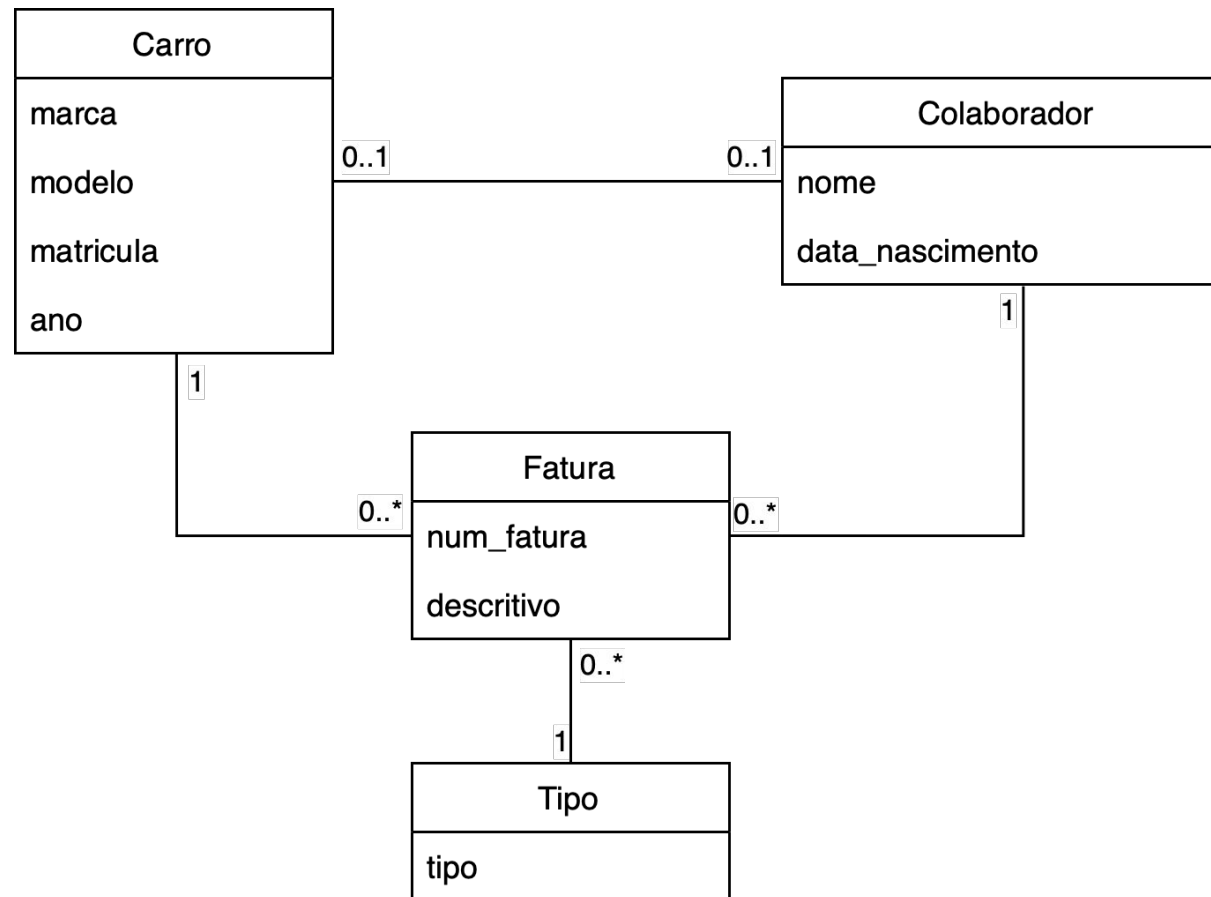 Carro
marca
modelo
matricula
ano
0..1
0..1
Colaborador
nome
data_nascimento
1
1
0..*
Fatura
num_fatura
descritivo
0..*
0..*
1
Tipo
tipo